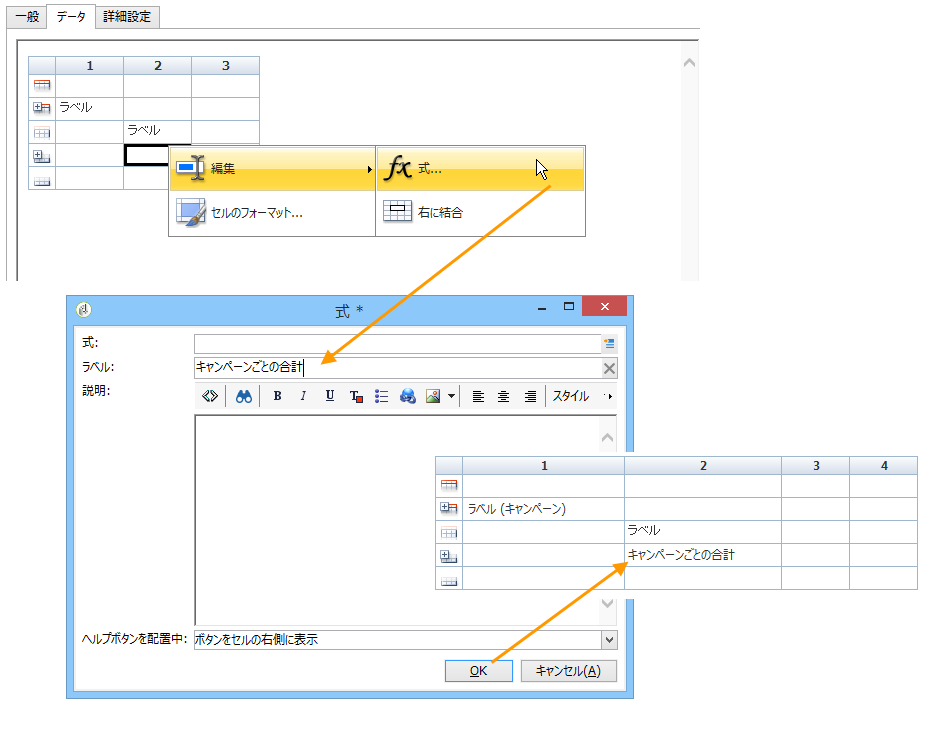 一般 データ 詳細設定
1 2 3
ラベル
ラベル
編集 式...
セルのフォーマット... 右に結合
式 *
式:
ラベル: キャンペーンごとの合計
説明:
B I U T スタイル
1 2 3 4
ラベル (キャンペーン)
ラベル
キャンペーンごとの合計
ヘルプボタンを配置中: ボタンをセルの右側に表示
OK キャンセル(A)